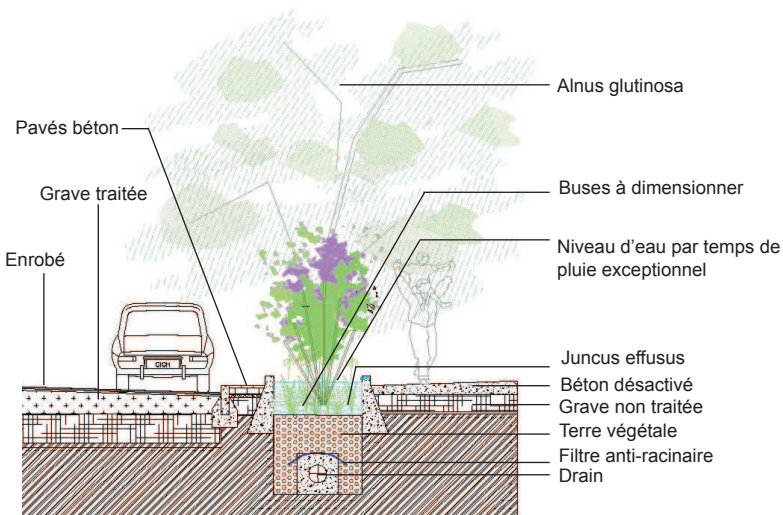 Alnus glutinosa
Pavés béton
Buses à dimensionner
Grave traitée
Niveau d'eau par temps de
pluie exceptionnel
Enrobé
Juncus effusus
Béton désactivé
Grave non traitée
Terre végétale
Filtre anti-racinaire
Drain